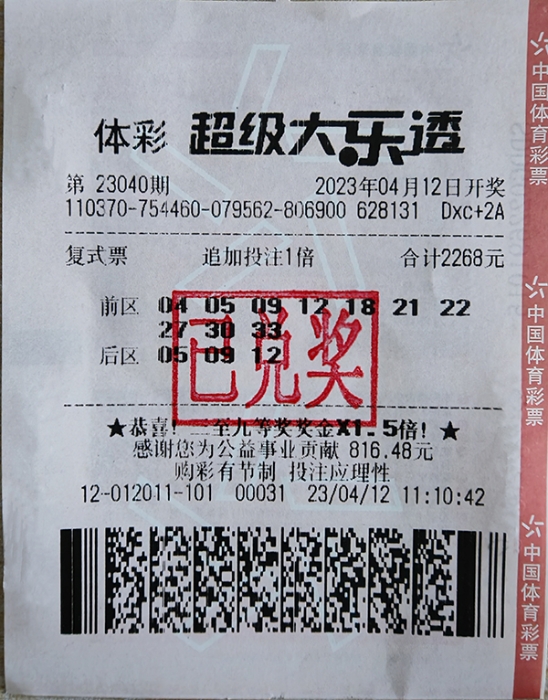 体彩 超级大乐透
第 23040期 2023年04月12日开奖
110370-754460-079562-806900 628131 Dxc+2A
复式票 追加投注1倍 合计2268元
前区 04 05 09 12 18 21 22
27 30 33
后区 05 09 12
已兑奖
★恭喜! 至九等奖奖金X1.5倍! ★
感谢您为公益事业贡献 816.48元
购彩有节制 投注应理性
12-012011-101 00031 23/04/12 11:10:42
中国体育彩票
中国体育彩票
中国体育彩票